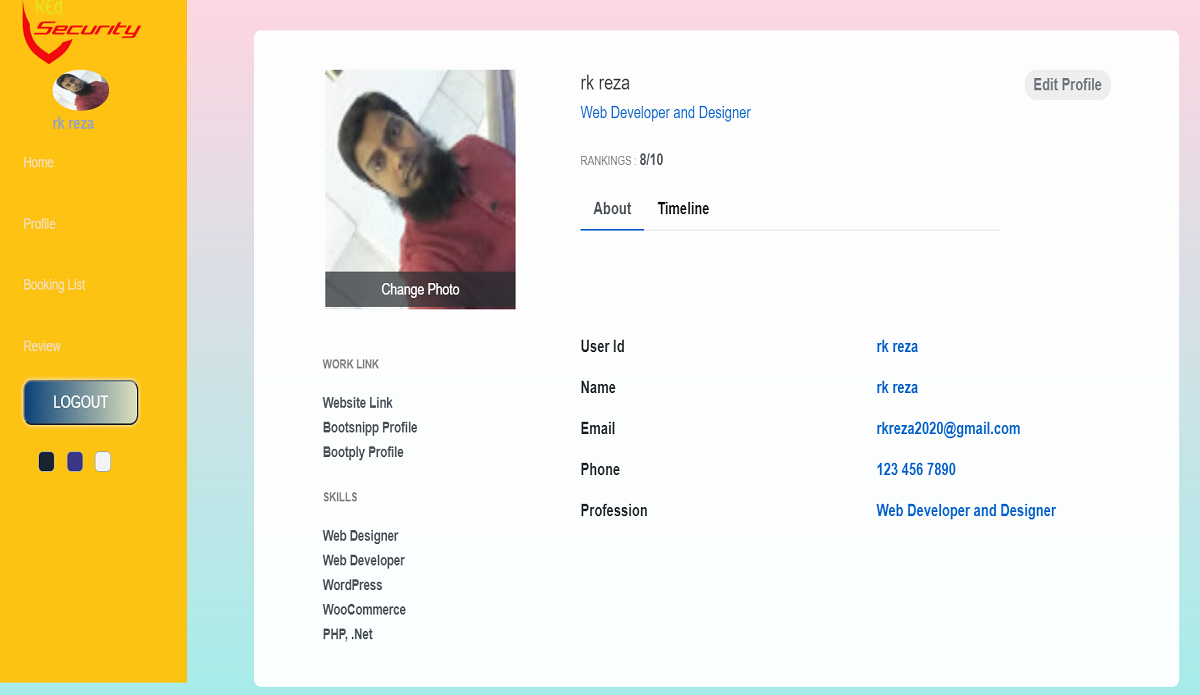 REd
Security
rk reza
Home
Profile
Booking List
Review
LOGOUT
Change Photo
WORK LINK
Website Link
Bootsnipp Profile
Bootply Profile
SKILLS
Web Designer
Web Developer
WordPress
WooCommerce
PHP, .Net
rk reza
Edit Profile
Web Developer and Designer
RANKINGS : 8/10
About Timeline
User Id rk reza
Name rk reza
Email rkreza2020@gmail.com
Phone 123 456 7890
Profession Web Developer and Designer